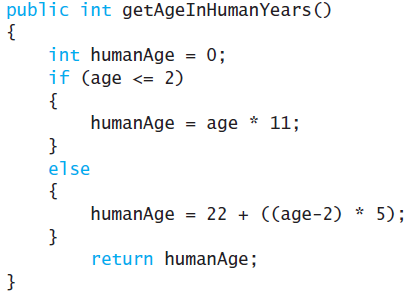 public int getAgeInHumanYears()
{
    int humanAge = 0;
    if (age <= 2)
    {
        humanAge = age * 11;
    }
    else
    {
        humanAge = 22 + ((age-2) * 5);
    }
        return humanAge;
}